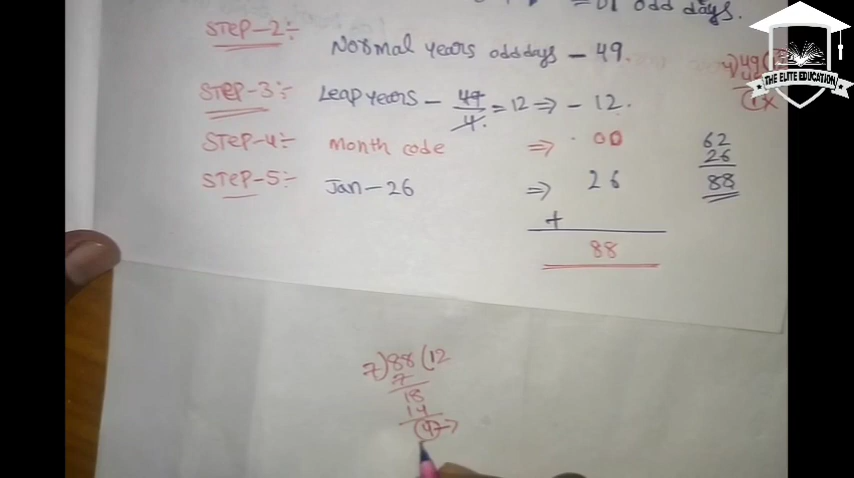 = 01 odd days.
STEP-2÷
Normal years odd days - 49.
STEP-3÷ Leap years - 49/4 = 12 ⇒ - 12.
STEP-4÷ month code ⇒ 00
STEP-5÷ Jan - 26 ⇒ 26
+
88
62
26
88
THE ELITE EDUCATION
7)88(12
7
18
14
4→